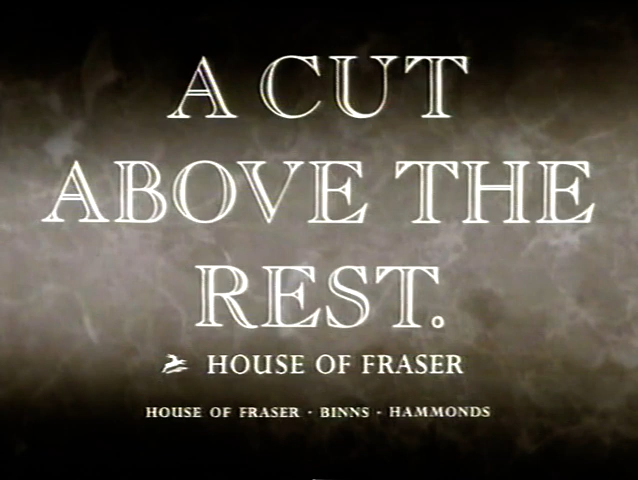 A CUT
ABOVE THE
REST.
HOUSE OF FRASER
HOUSE OF FRASER · BINNS · HAMMONDS